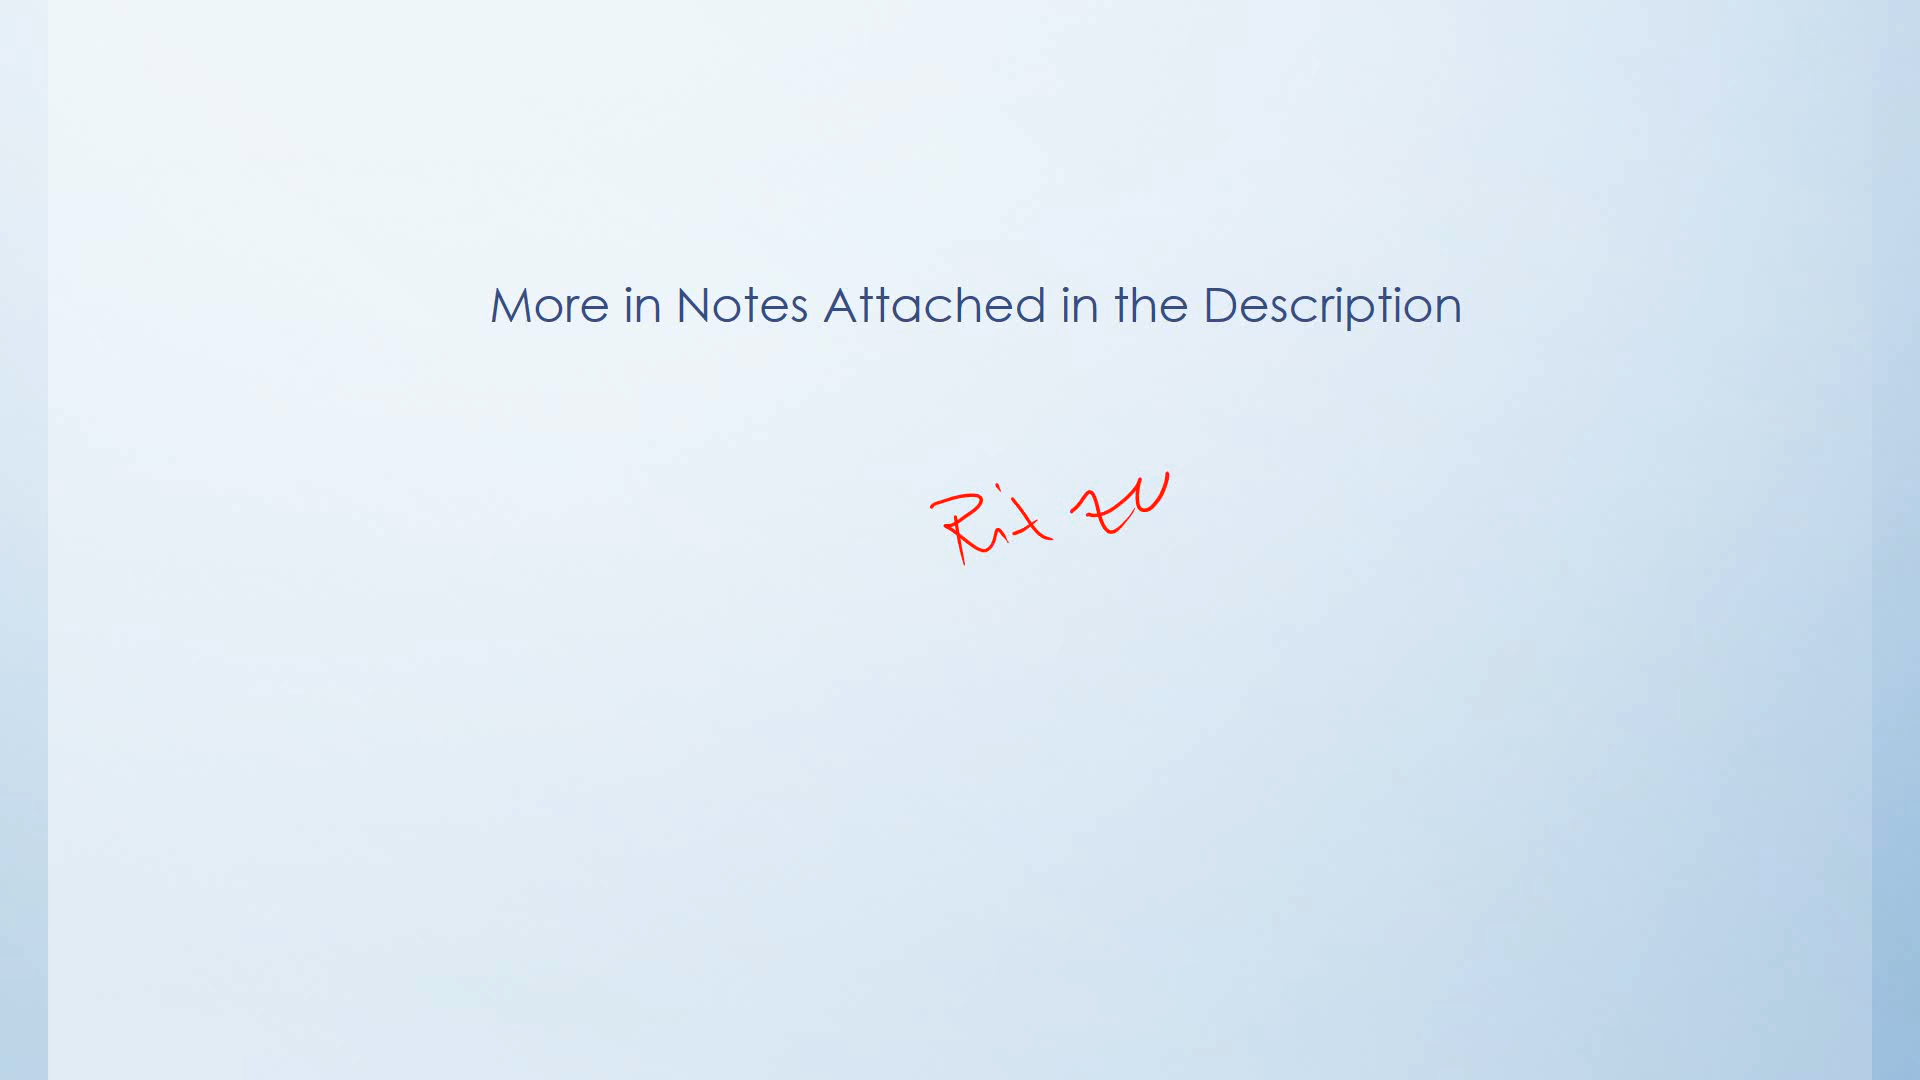 More in Notes Attached in the Description